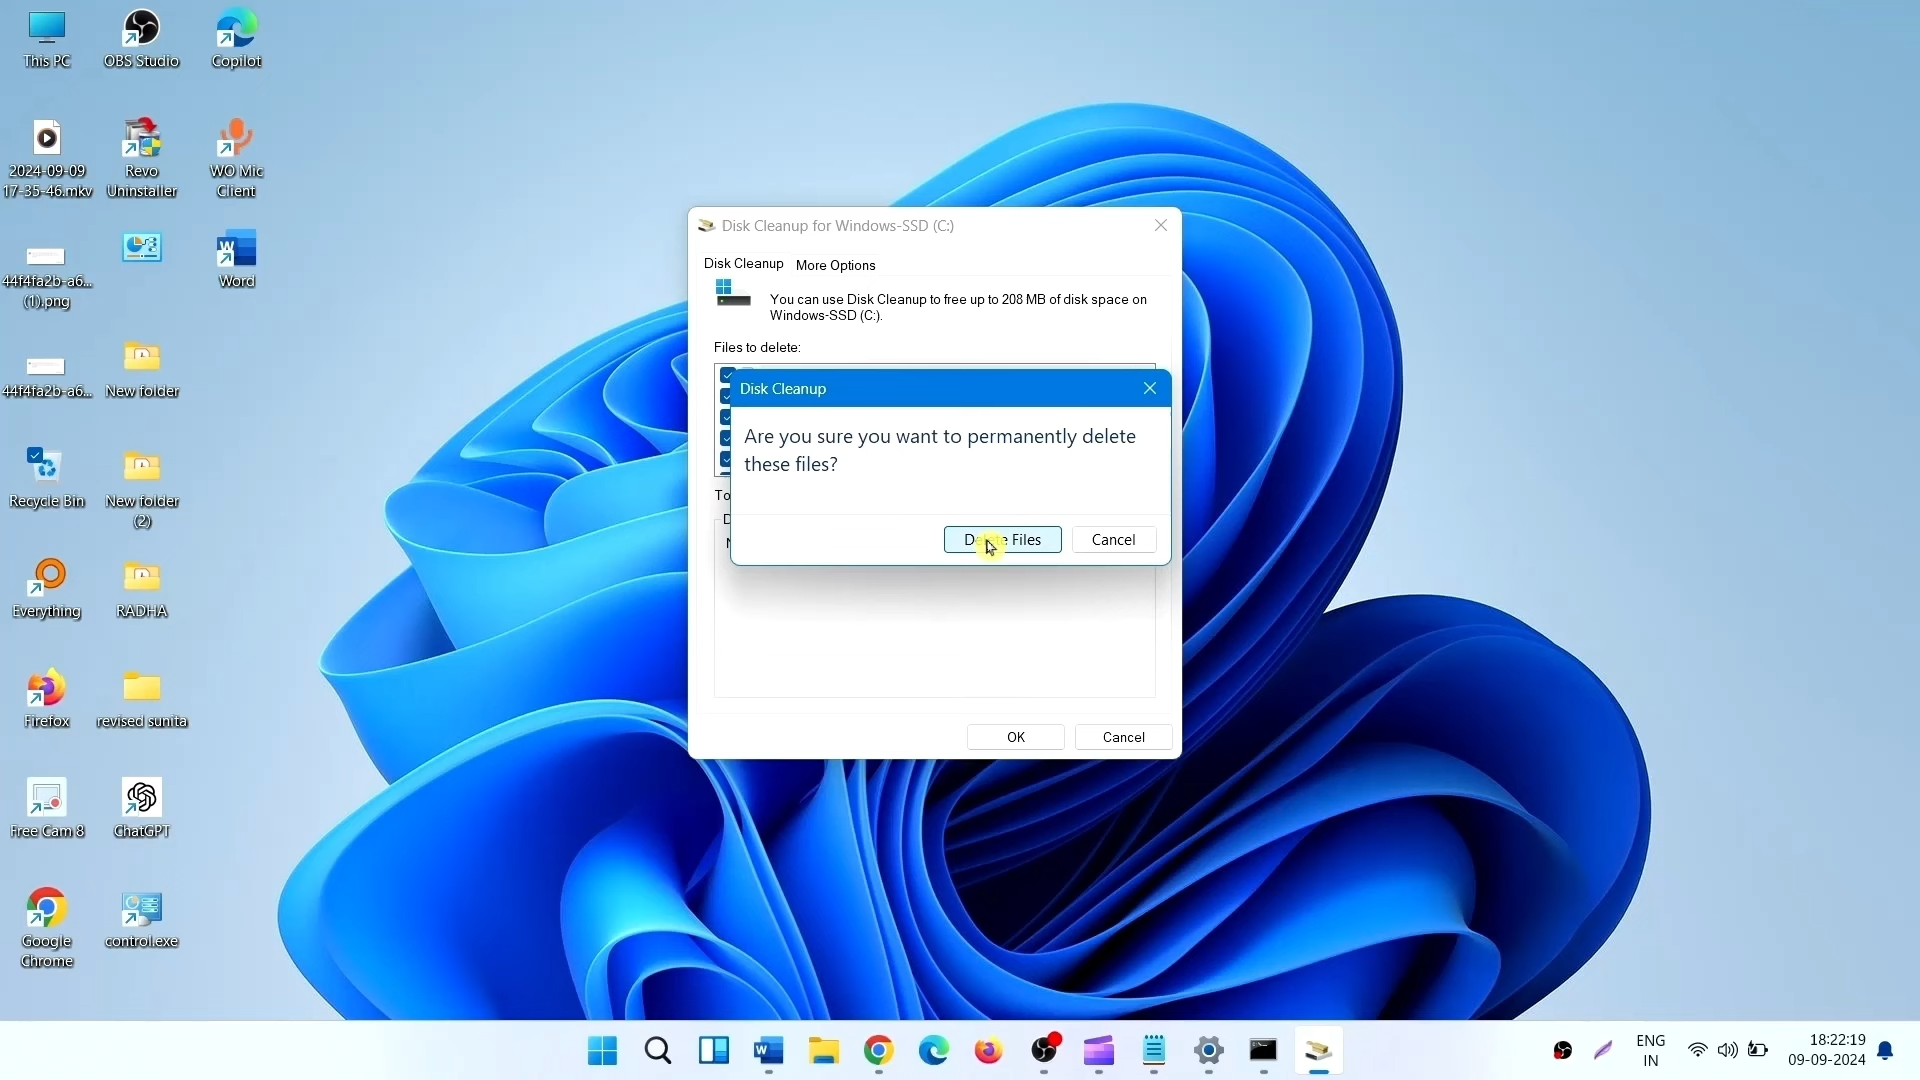 This PC
OBS Studio
Copilot
2024-09-09
17-35-46.mkv
Revo
Uninstaller
WO Mic
Client
44f4fa2b-a6...
(1).png
Word
44f4fa2b-a6...
New folder
Recycle Bin
New folder
(2)
Everything
RADHA
Firefox
revised sunita
Free Cam 8
ChatGPT
Google
Chrome
control.exe
Disk Cleanup for Windows-SSD (C:)
Disk Cleanup
More Options
You can use Disk Cleanup to free up to 208 MB of disk space on
Windows-SSD (C:).
Files to delete:
Disk Cleanup
Are you sure you want to permanently delete
these files?
Delete Files
Cancel
To
OK
Cancel
ENG
IN
18:22:19
09-09-2024